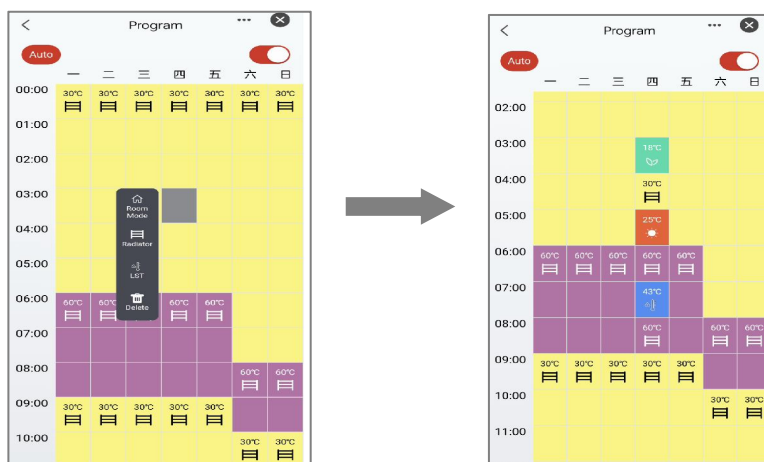 Program
Auto
一 二 三 四 五 六 日
00:00 30°C 30°C 30°C 30°C 30°C 30°C 30°C
01:00
02:00
03:00
Room
Mode
04:00
Radiator
05:00
LST
06:00 60°C 60°C 60°C 60°C
Delete
07:00
08:00 60°C 60°C
09:00 30°C 30°C 30°C 30°C 30°C
10:00 30°C 30°C
Program
Auto
一 二 三 四 五 六 日
02:00
03:00 18°C
04:00 30°C
05:00 25°C
06:00 60°C 60°C 60°C 60°C 60°C
07:00 43°C
08:00 60°C 60°C 60°C
09:00 30°C 30°C 30°C 30°C 30°C
10:00 30°C 30°C
11:00